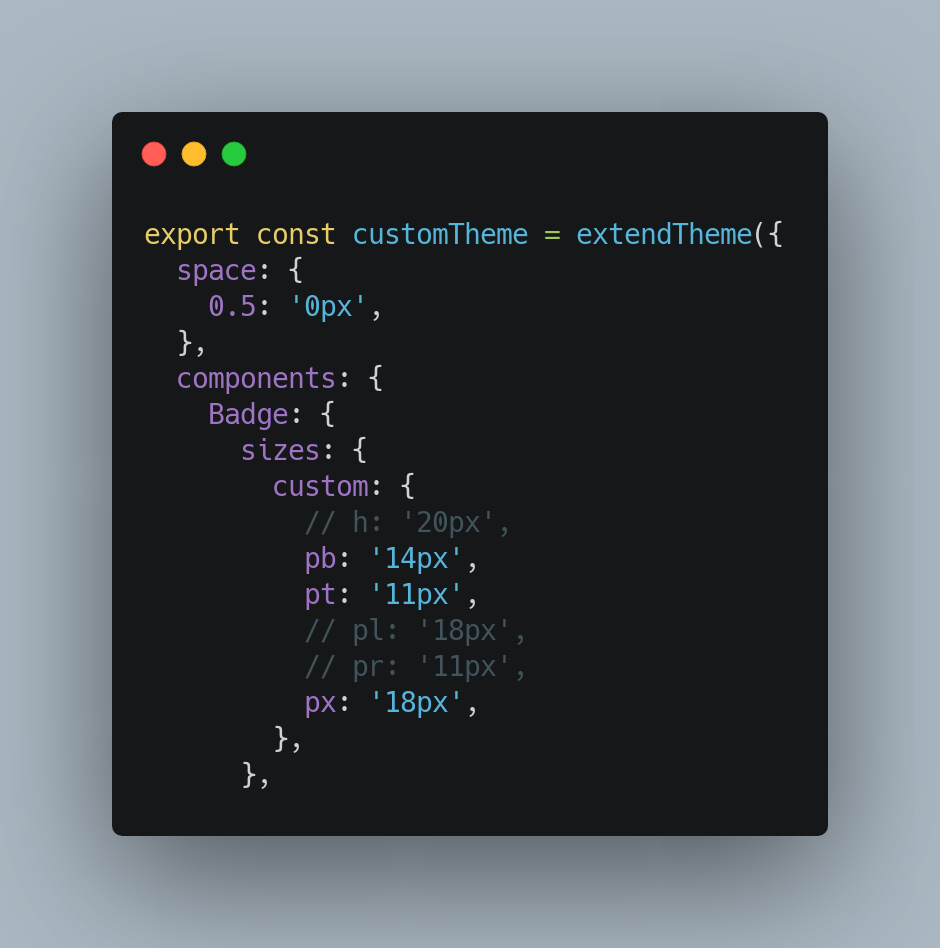 export const customTheme = extendTheme({
  space: {
    0.5: '0px',
  },
  components: {
    Badge: {
      sizes: {
        custom: {
          // h: '20px',
          pb: '14px',
          pt: '11px',
          // pl: '18px',
          // pr: '11px',
          px: '18px',
        },
      },